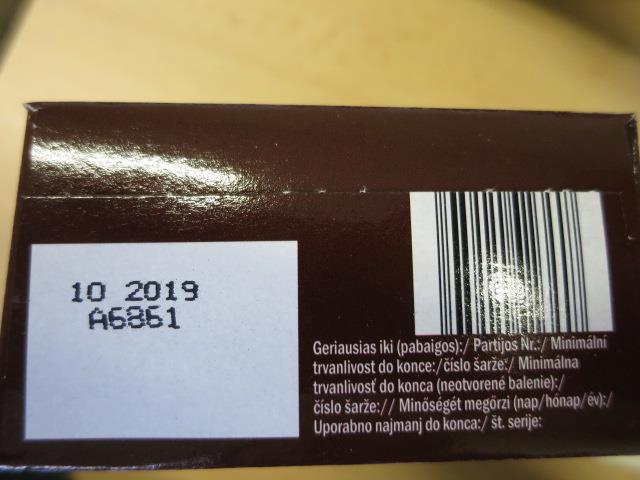 10 2019
A6861
Geriausias iki (pabaigos):/ Partijos Nr.:/ Minimální
trvanlivost do konce:/číslo šarže:/ Minimálna
trvanlivosť do konca (neotvorené balenie):/
číslo šarže:// Minőségét megőrzi (nap/hónap/év):/
Uporabno najmanj do konca:/ št. serije: